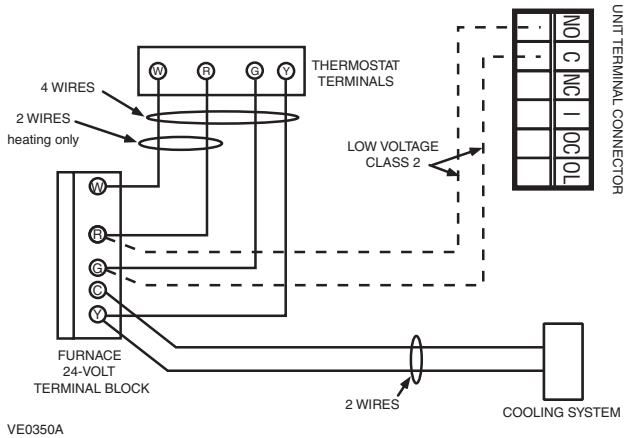 UNIT TERMINAL CONNECTOR
NO
C
NC
I
OC
OL
W R G Y
THERMOSTAT
TERMINALS
4 WIRES
2 WIRES
heating only
LOW VOLTAGE
CLASS 2
W
R
G
C
Y
FURNACE
24-VOLT
TERMINAL BLOCK
2 WIRES
COOLING SYSTEM
VE0350A